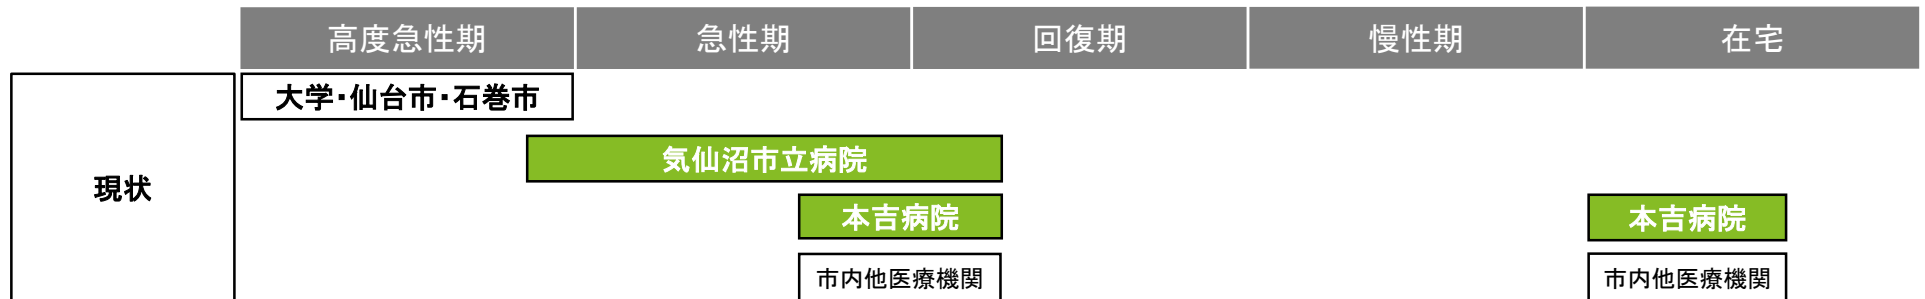 高度急性期
急性期
回復期
慢性期
在宅
現状
大学・仙台市・石巻市
気仙沼市立病院
本吉病院
本吉病院
市内他医療機関
市内他医療機関